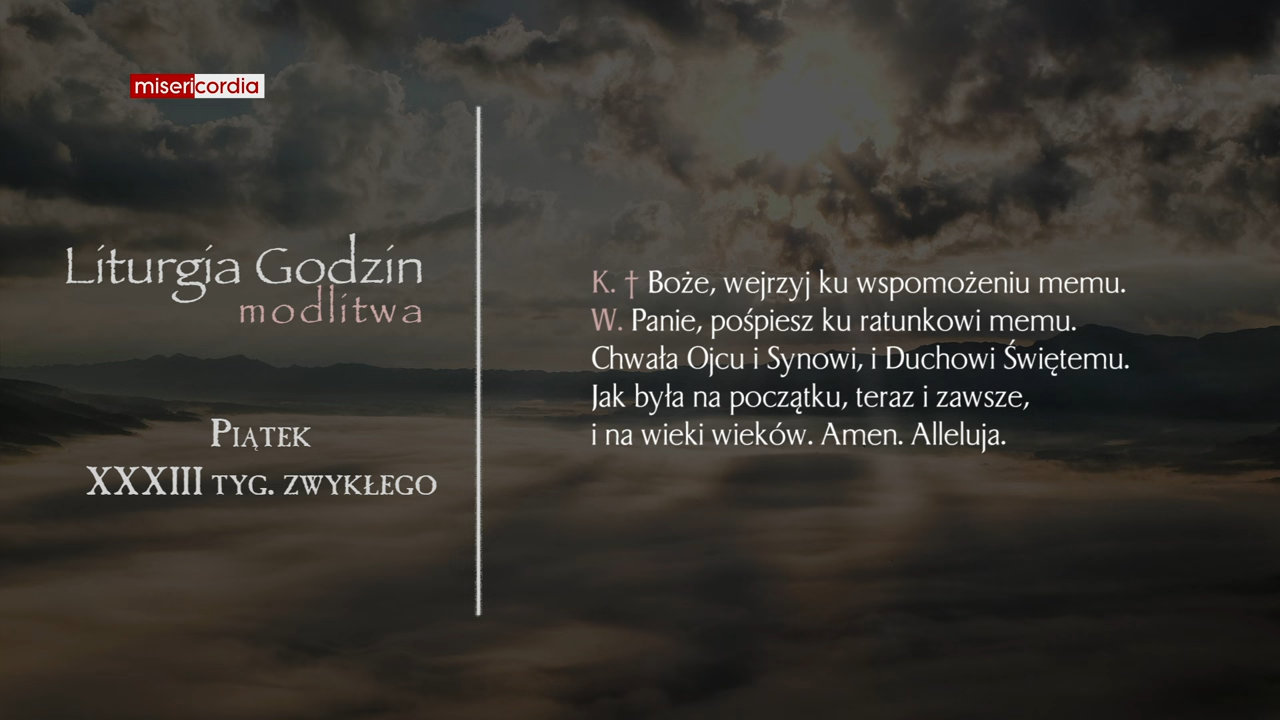 misericordia
Liturgia Godzin
modlitwa
Piątek
XXXIII tyg. zwykłego
K. † Boże, wejrzyj ku wspomożeniu memu.
W. Panie, pośpiesz ku ratunkowi memu.
Chwała Ojcu i Synowi, i Duchowi Świętemu.
Jak była na początku, teraz i zawsze,
i na wieki wieków. Amen. Alleluja.